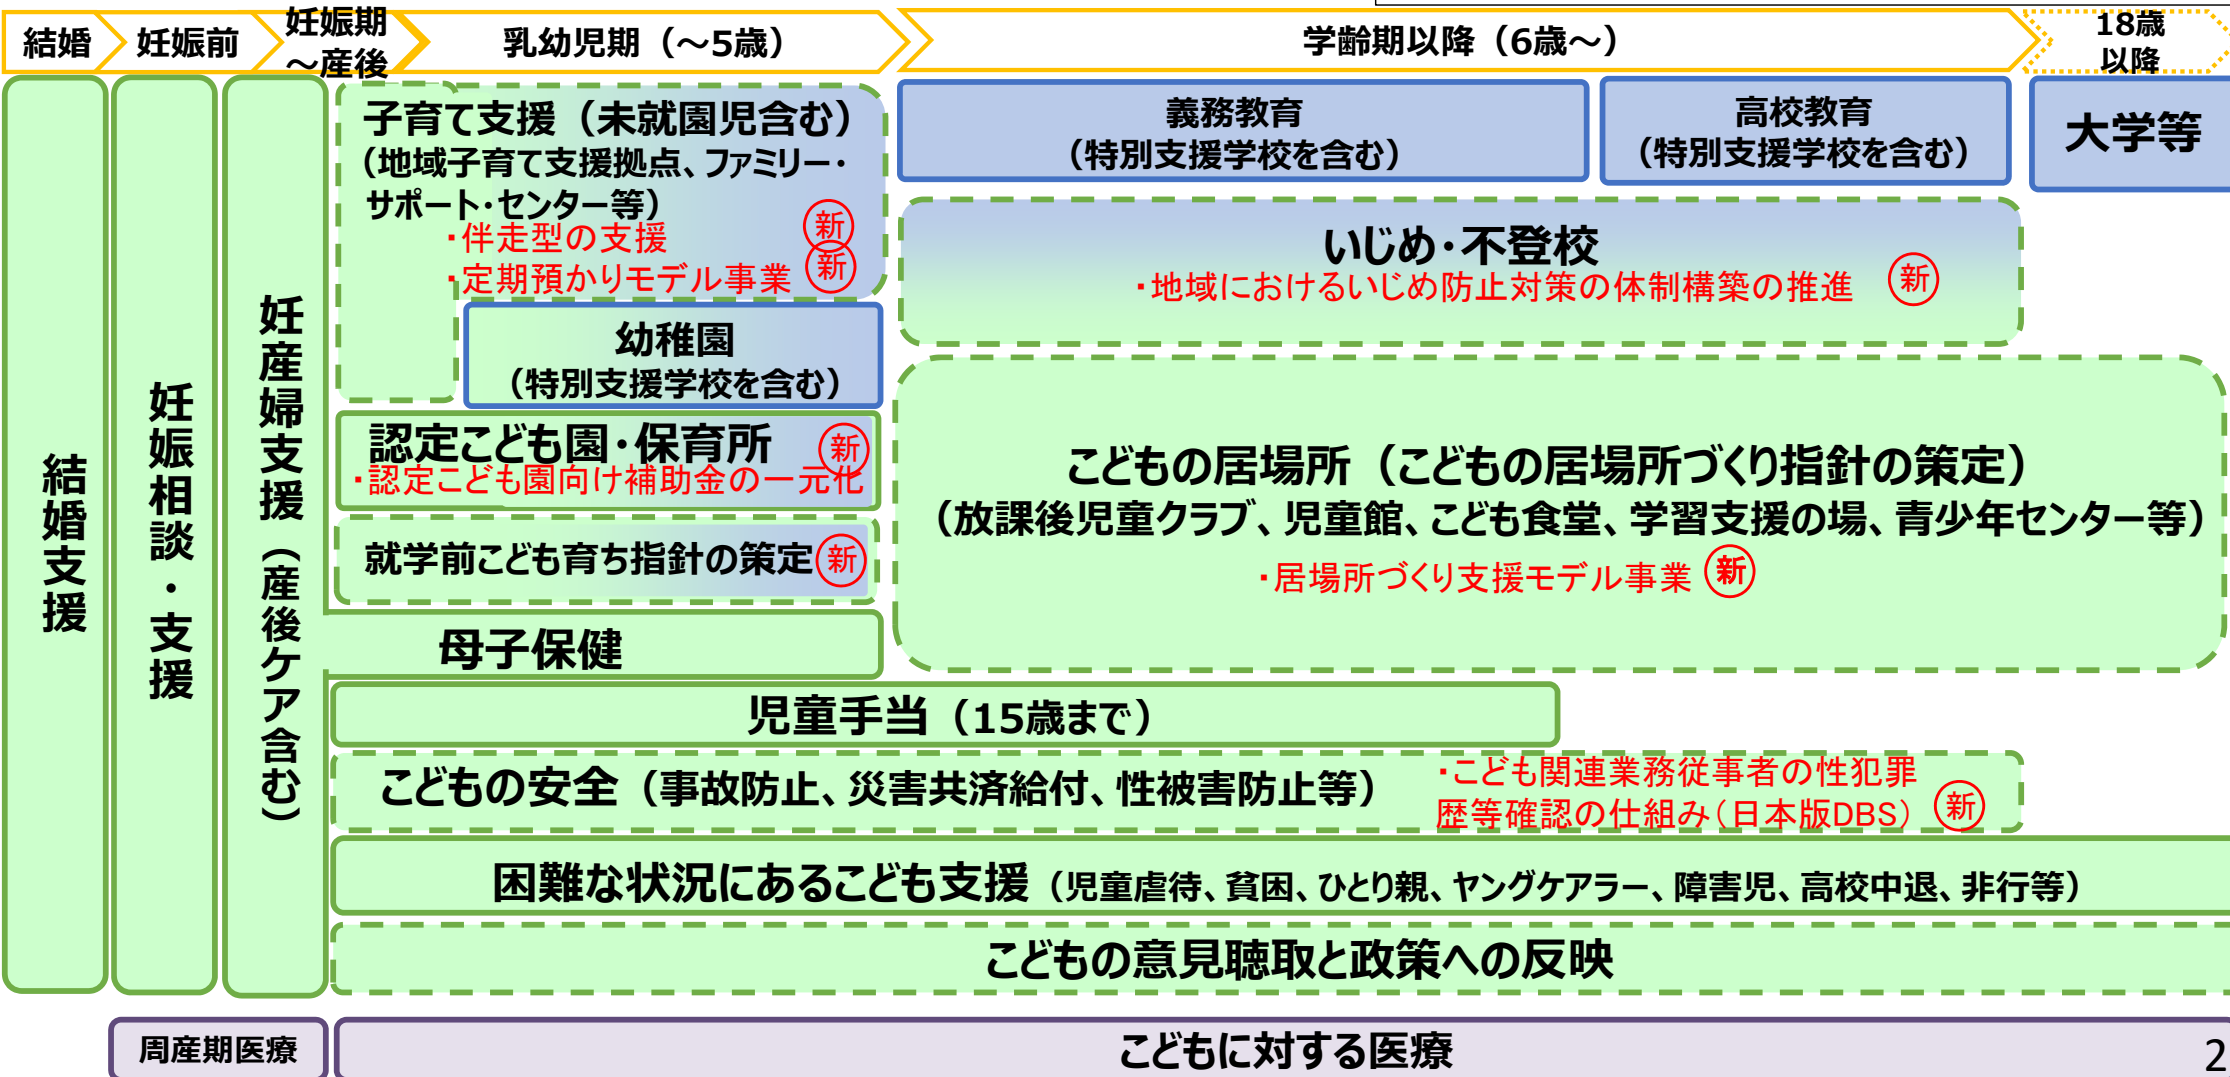 結婚
妊娠前
妊娠期
～産後
乳幼児期（～5歳）
学齢期以降（6歳～）
18歳
以降
結婚支援
妊娠相談・支援
妊産婦支援（産後ケア含む）
子育て支援（未就園児含む）
（地域子育て支援拠点、ファミリー・
サポート・センター等）
・伴走型の支援 新
・定期預かりモデル事業 新
幼稚園
（特別支援学校を含む）
認定こども園・保育所 新
・認定こども園向け補助金の一元化
就学前こども育ち指針の策定 新
母子保健
義務教育
（特別支援学校を含む）
高校教育
（特別支援学校を含む）
大学等
いじめ・不登校
・地域におけるいじめ防止対策の体制構築の推進 新
こどもの居場所（こどもの居場所づくり指針の策定）
（放課後児童クラブ、児童館、こども食堂、学習支援の場、青少年センター等）
・居場所づくり支援モデル事業 新
児童手当（15歳まで）
こどもの安全（事故防止、災害共済給付、性被害防止等）
・こども関連業務従事者の性犯罪
歴等確認の仕組み（日本版DBS） 新
困難な状況にあるこども支援（児童虐待、貧困、ひとり親、ヤングケアラー、障害児、高校中退、非行等）
こどもの意見聴取と政策への反映
周産期医療
こどもに対する医療
2